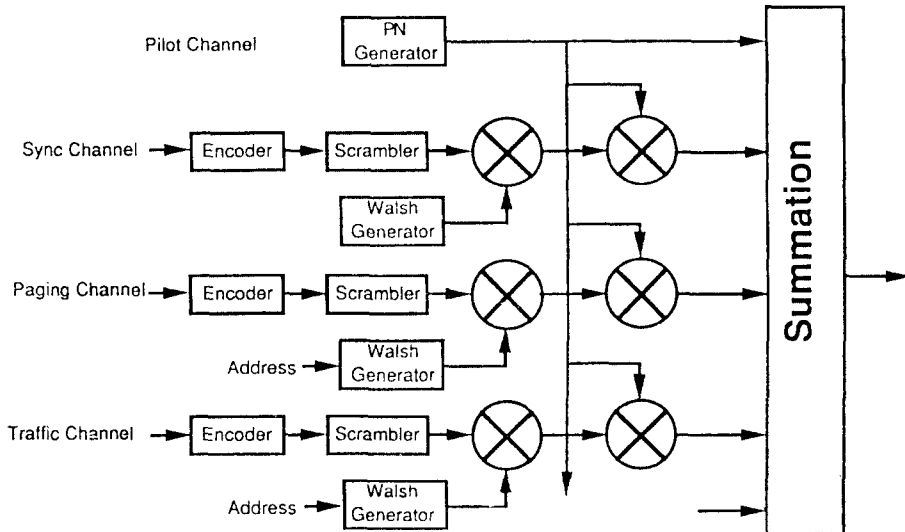 Pilot Channel
PN
Generator
Sync Channel
Encoder
Scrambler
Walsh
Generator
Paging Channel
Encoder
Scrambler
Address
Walsh
Generator
Traffic Channel
Encoder
Scrambler
Address
Walsh
Generator
Summation